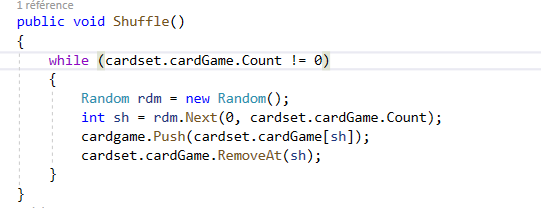 1 référence
public void Shuffle()
{
while (cardset.cardGame.Count != 0)
{
Random rdm = new Random();
int sh = rdm.Next(0, cardset.cardGame.Count);
cardgame.Push(cardset.cardGame[sh]);
cardset.cardGame.RemoveAt(sh);
}
}